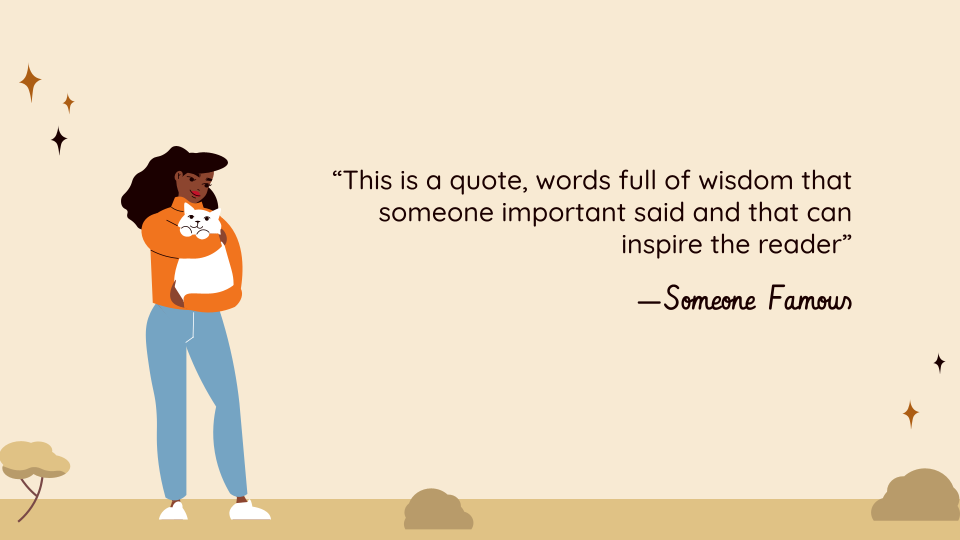 “This is a quote, words full of wisdom that
someone important said and that can
inspire the reader”
—Someone Famous